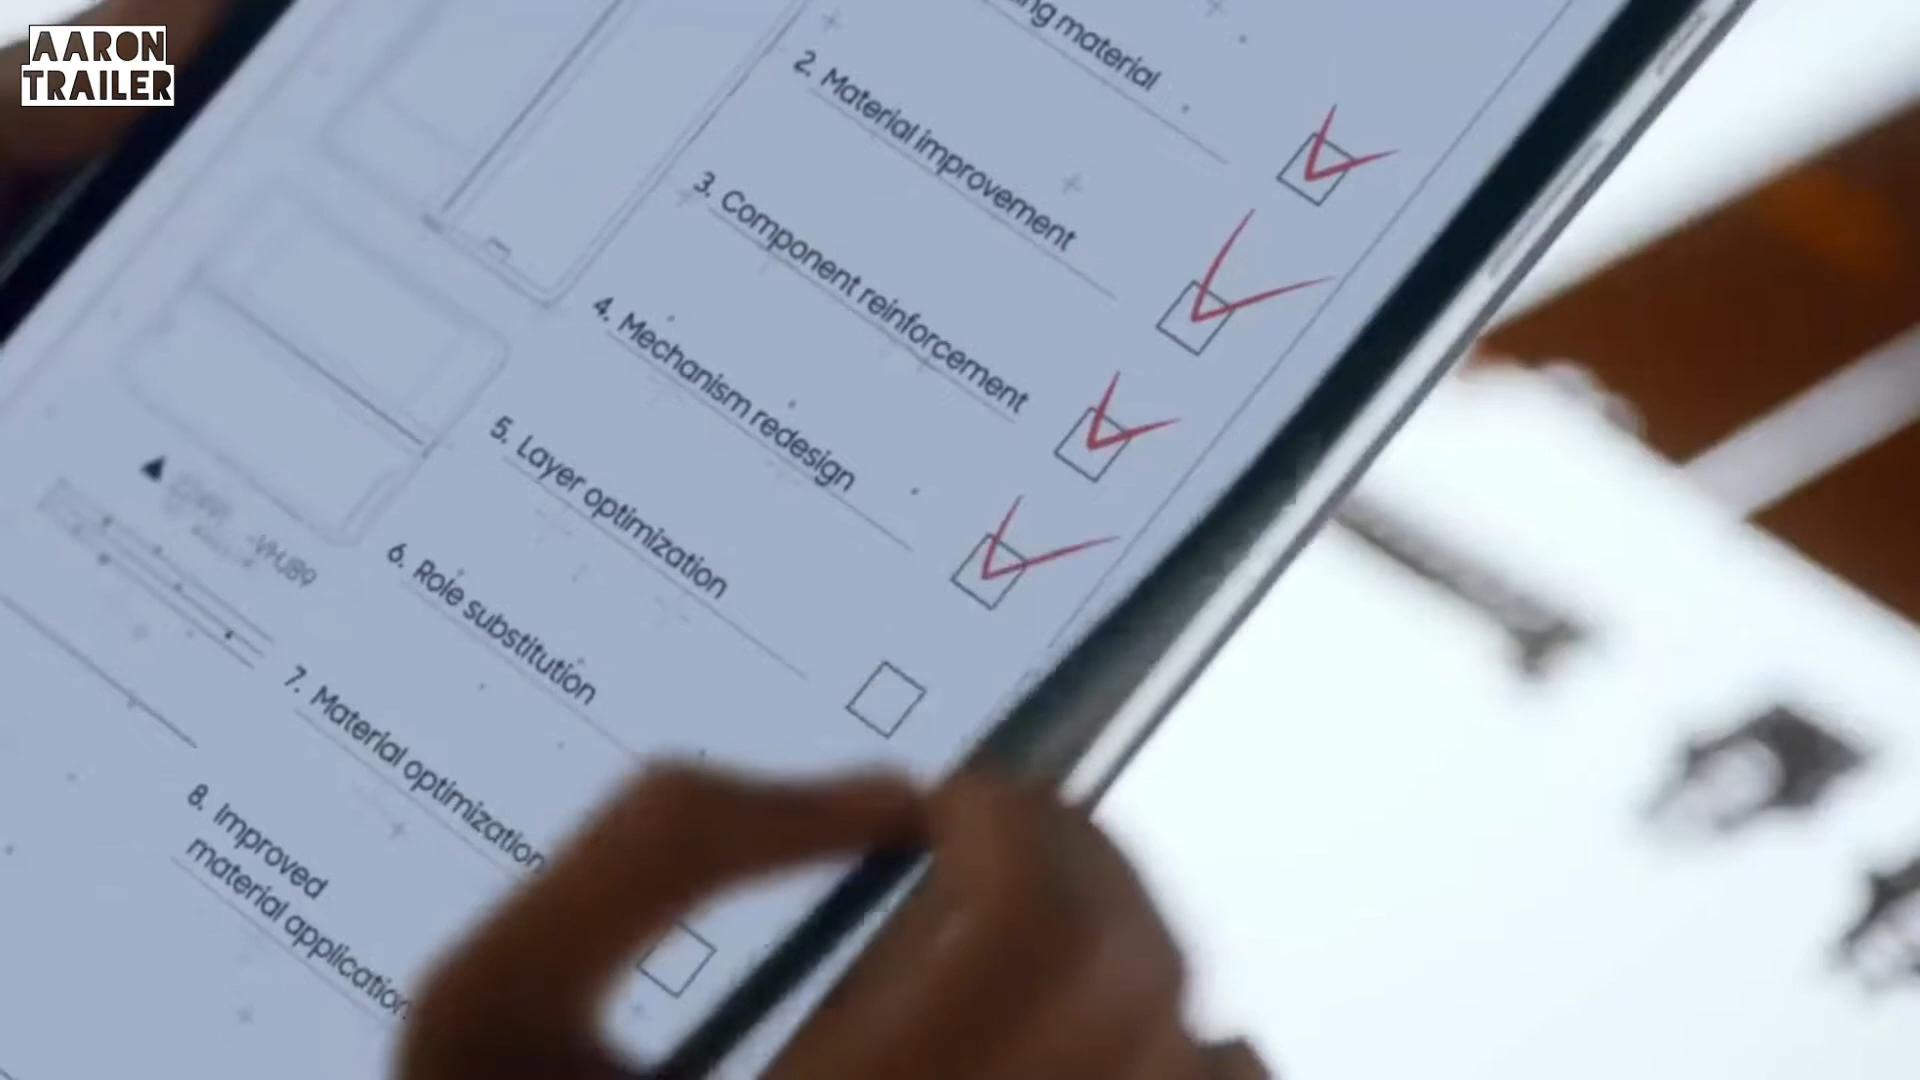 AARON
TRAILER
material
2. Material improvement
3. Component reinforcement
4. Mechanism redesign
5. Layer optimization
6. Role substitution
7. Material optimization
8. Improved
material application
-VHU89